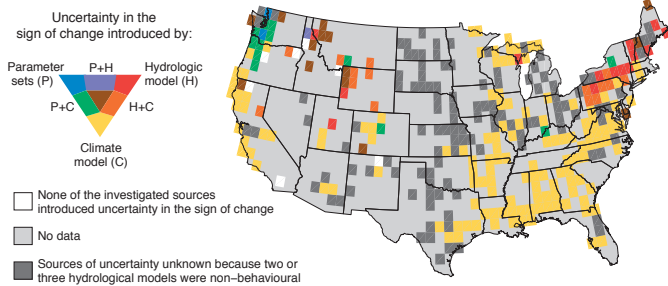 Uncertainty in the
sign of change introduced by:
Parameter
sets (P)
P+H
Hydrologic
model (H)
P+C
H+C
Climate
model (C)
None of the investigated sources
introduced uncertainty in the sign of change
No data
Sources of uncertainty unknown because two or
three hydrological models were non−behavioural